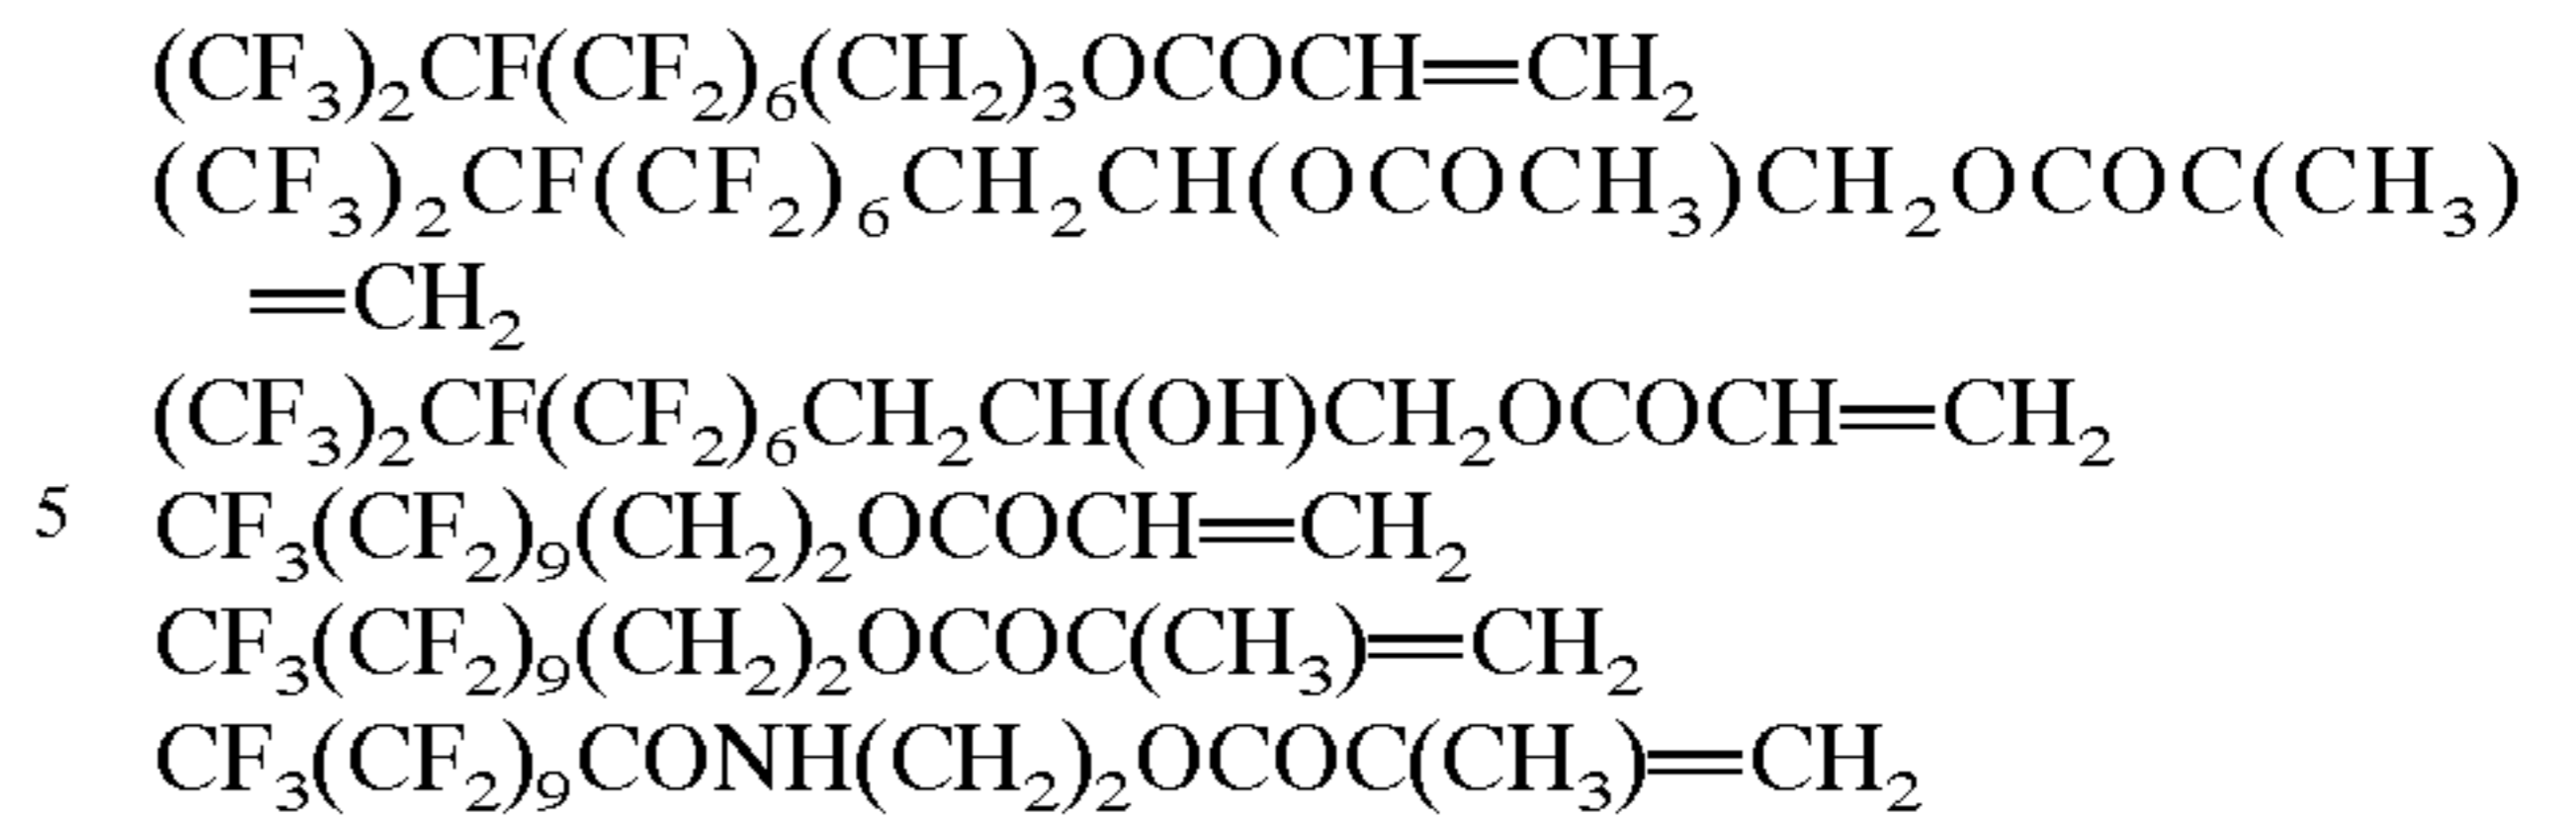 (CF₃)₂CF(CF₂)₆(CH₂)₃OCOCH=CH₂
(CF₃)₂CF(CF₂)₆CH₂CH(OCOCH₃)CH₂OCOC(CH₃)
=CH₂
(CF₃)₂CF(CF₂)₆CH₂CH(OH)CH₂OCOCH=CH₂
5 CF₃(CF₂)₉(CH₂)₂OCOCH=CH₂
CF₃(CF₂)₉(CH₂)₂OCOC(CH₃)=CH₂
CF₃(CF₂)₉CONH(CH₂)₂OCOC(CH₃)=CH₂